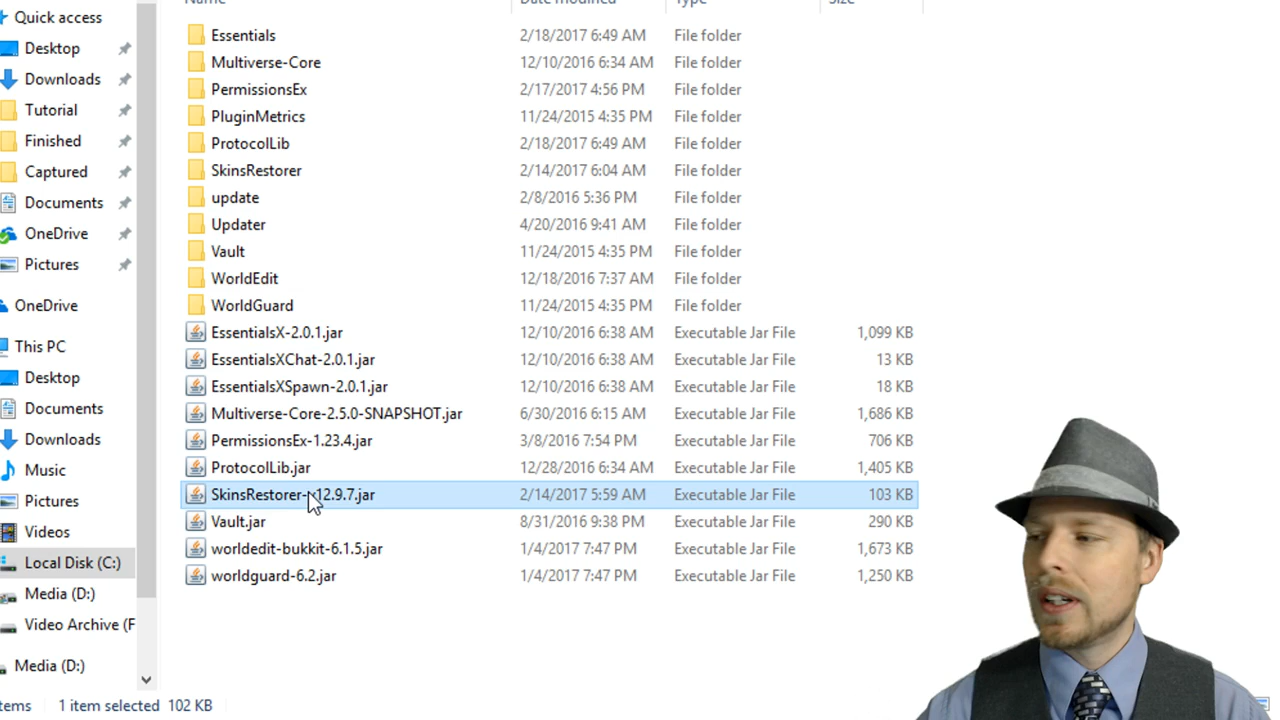 Name Date modified Type Size
Quick access
Desktop
Downloads
Tutorial
Finished
Captured
Documents
OneDrive
Pictures
OneDrive
This PC
Desktop
Documents
Downloads
Music
Pictures
Videos
Local Disk (C:)
Media (D:)
Video Archive (F
Media (D:)
Essentials 2/18/2017 6:49 AM File folder
Multiverse-Core 12/10/2016 6:34 AM File folder
PermissionsEx 2/17/2017 4:56 PM File folder
PluginMetrics 11/24/2015 4:35 PM File folder
ProtocolLib 2/18/2017 6:49 AM File folder
SkinsRestorer 2/14/2017 6:04 AM File folder
update 2/8/2016 5:36 PM File folder
Updater 4/20/2016 9:41 AM File folder
Vault 11/24/2015 4:35 PM File folder
WorldEdit 12/18/2016 7:37 AM File folder
WorldGuard 11/24/2015 4:35 PM File folder
EssentialsX-2.0.1.jar 12/10/2016 6:38 AM Executable Jar File 1,099 KB
EssentialsXChat-2.0.1.jar 12/10/2016 6:38 AM Executable Jar File 13 KB
EssentialsXSpawn-2.0.1.jar 12/10/2016 6:38 AM Executable Jar File 18 KB
Multiverse-Core-2.5.0-SNAPSHOT.jar 6/30/2016 6:15 AM Executable Jar File 1,686 KB
PermissionsEx-1.23.4.jar 3/8/2016 7:54 PM Executable Jar File 706 KB
ProtocolLib.jar 12/28/2016 6:34 AM Executable Jar File 1,405 KB
SkinsRestorer-v12.9.7.jar 2/14/2017 5:59 AM Executable Jar File 103 KB
Vault.jar 8/31/2016 9:38 PM Executable Jar File 290 KB
worldedit-bukkit-6.1.5.jar 1/4/2017 7:47 PM Executable Jar File 1,673 KB
worldguard-6.2.jar 1/4/2017 7:47 PM Executable Jar File 1,250 KB
tems 1 item selected 102 KB